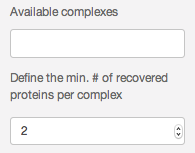 Available complexes
Define the min. # of recovered
proteins per complex
2